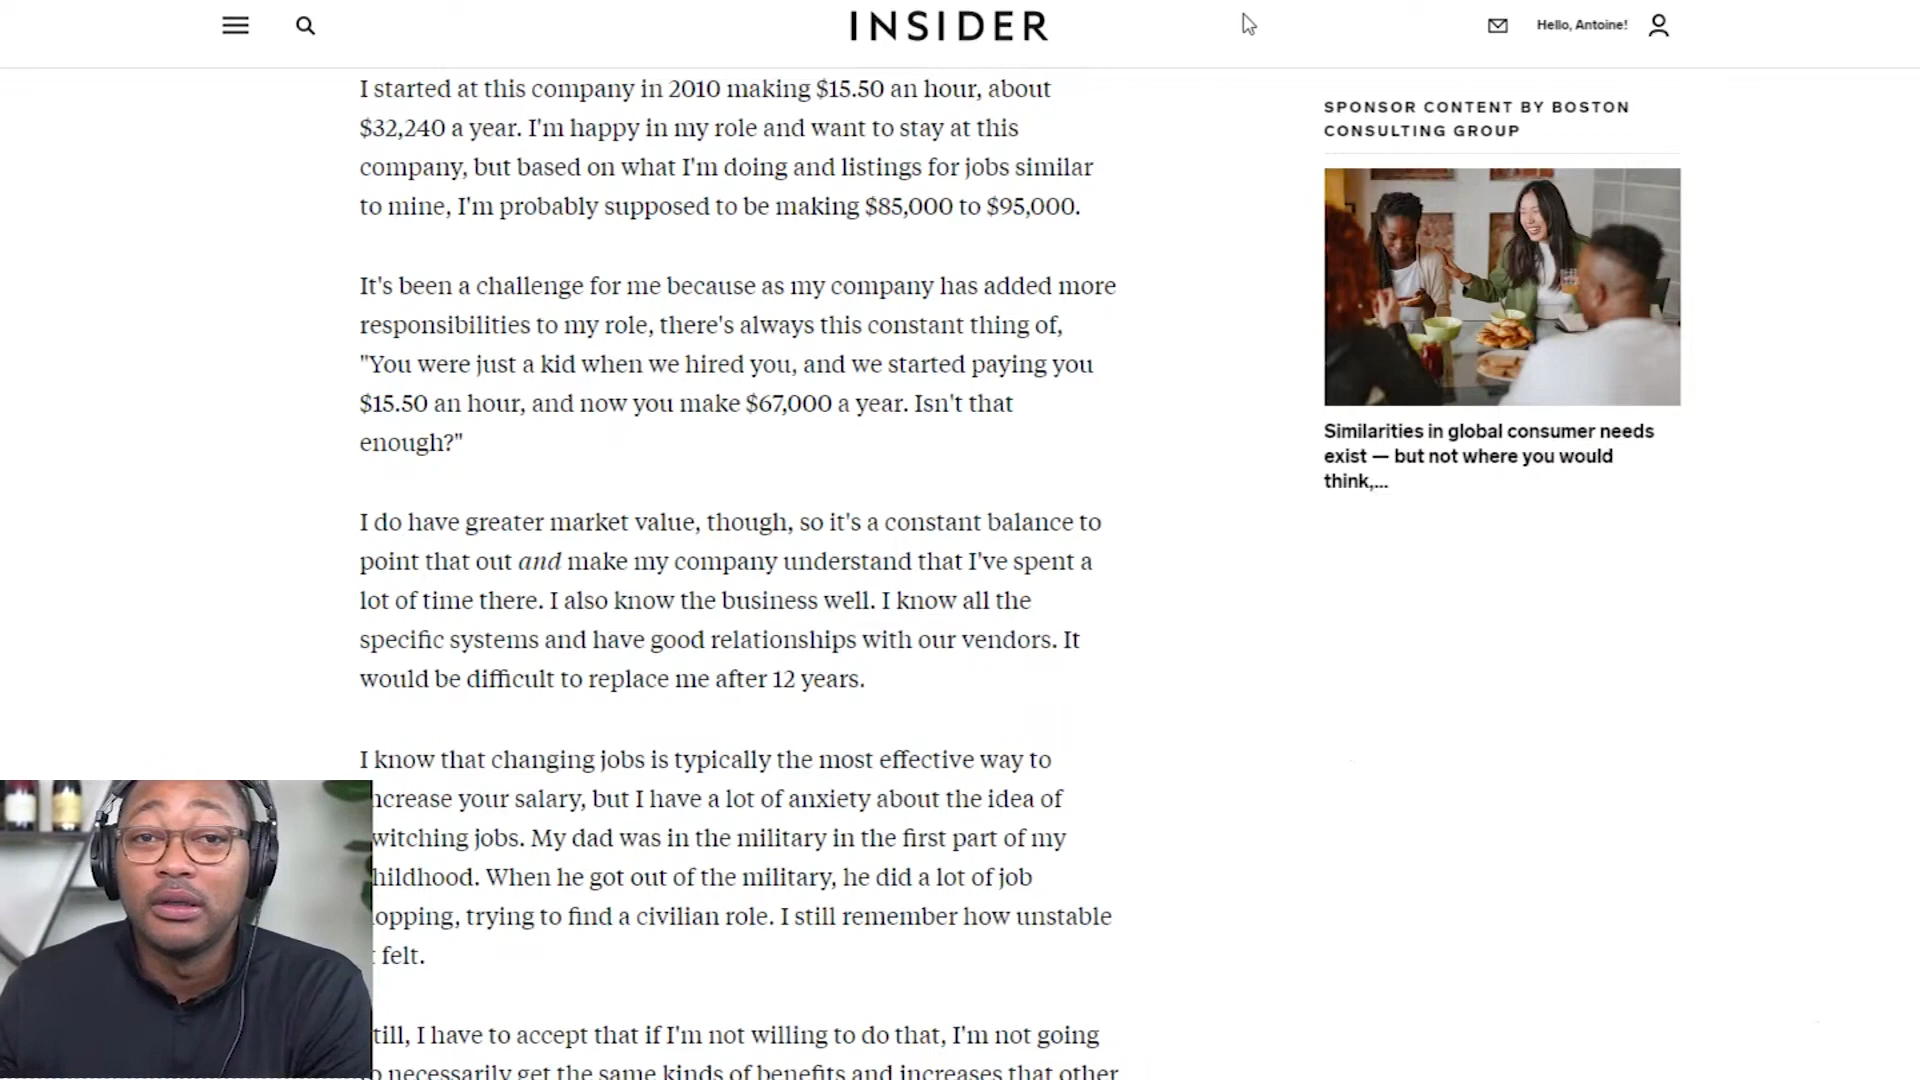 INSIDER
Hello, Antoine!
I started at this company in 2010 making $15.50 an hour, about
$32,240 a year. I'm happy in my role and want to stay at this
company, but based on what I'm doing and listings for jobs similar
to mine, I'm probably supposed to be making $85,000 to $95,000.
It's been a challenge for me because as my company has added more
responsibilities to my role, there's always this constant thing of,
"You were just a kid when we hired you, and we started paying you
$15.50 an hour, and now you make $67,000 a year. Isn't that
enough?"
I do have greater market value, though, so it's a constant balance to
point that out and make my company understand that I've spent a
lot of time there. I also know the business well. I know all the
specific systems and have good relationships with our vendors. It
would be difficult to replace me after 12 years.
I know that changing jobs is typically the most effective way to
ncrease your salary, but I have a lot of anxiety about the idea of
witching jobs. My dad was in the military in the first part of my
hildhood. When he got out of the military, he did a lot of job
opping, trying to find a civilian role. I still remember how unstable
felt.
till, I have to accept that if I'm not willing to do that, I'm not going
necessarily get the same kinds of benefits and increases that other
SPONSOR CONTENT BY BOSTON
CONSULTING GROUP
Similarities in global consumer needs
exist — but not where you would
think,...